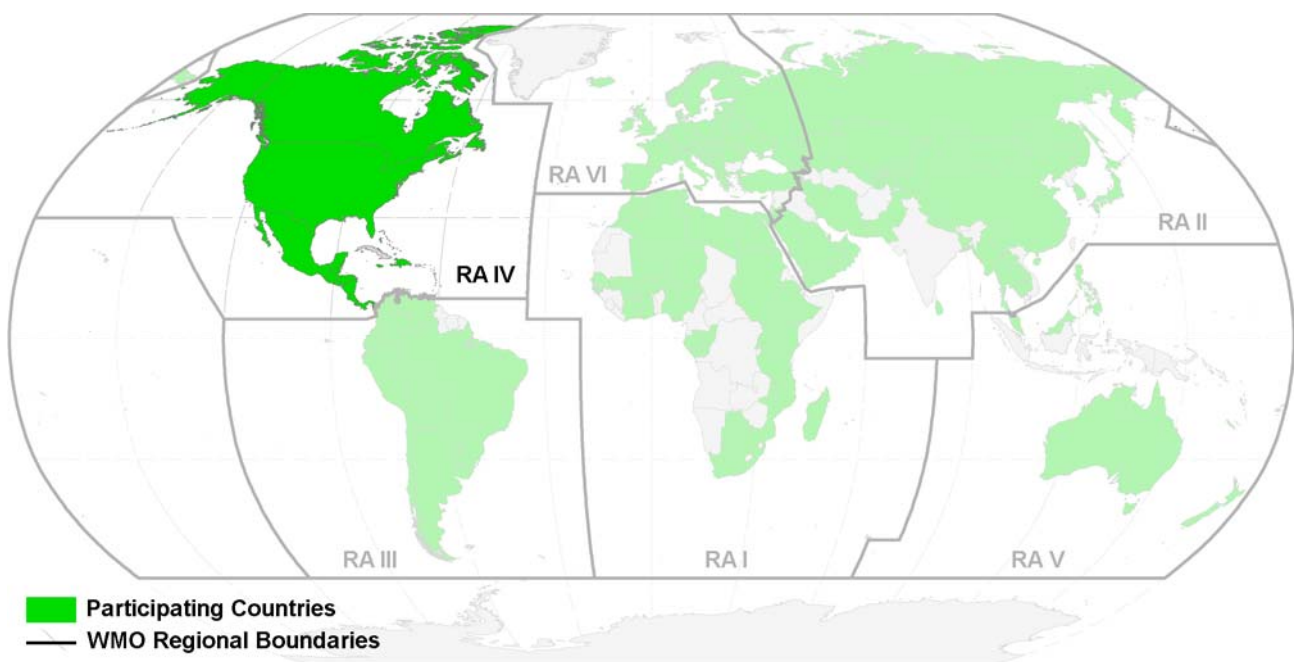 RA VI
RA II
RA IV
RA III
RA I
RA V
Participating Countries
WMO Regional Boundaries